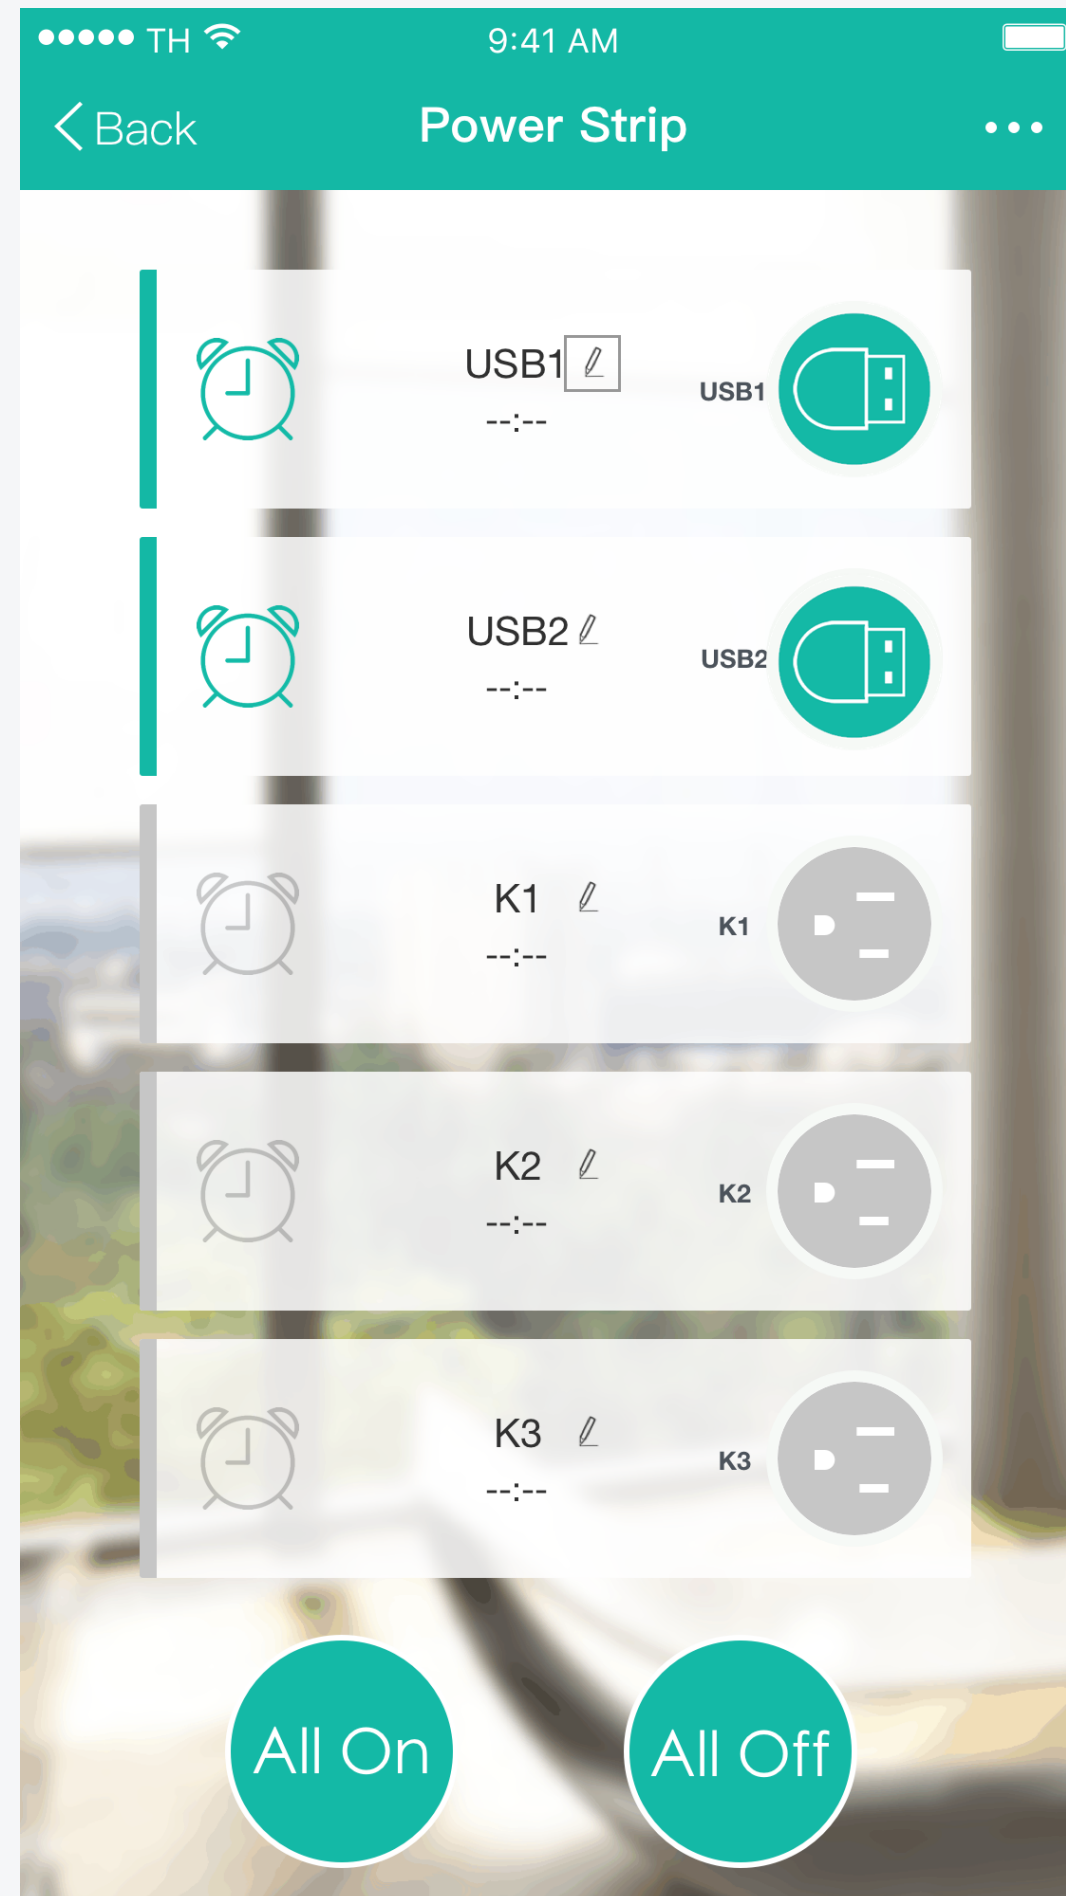 TH 9:41 AM
Back Power Strip
USB1
--:--
USB1
USB2
--:--
USB2
K1
--:--
K1
K2
--:--
K2
K3
--:--
K3
All On All Off